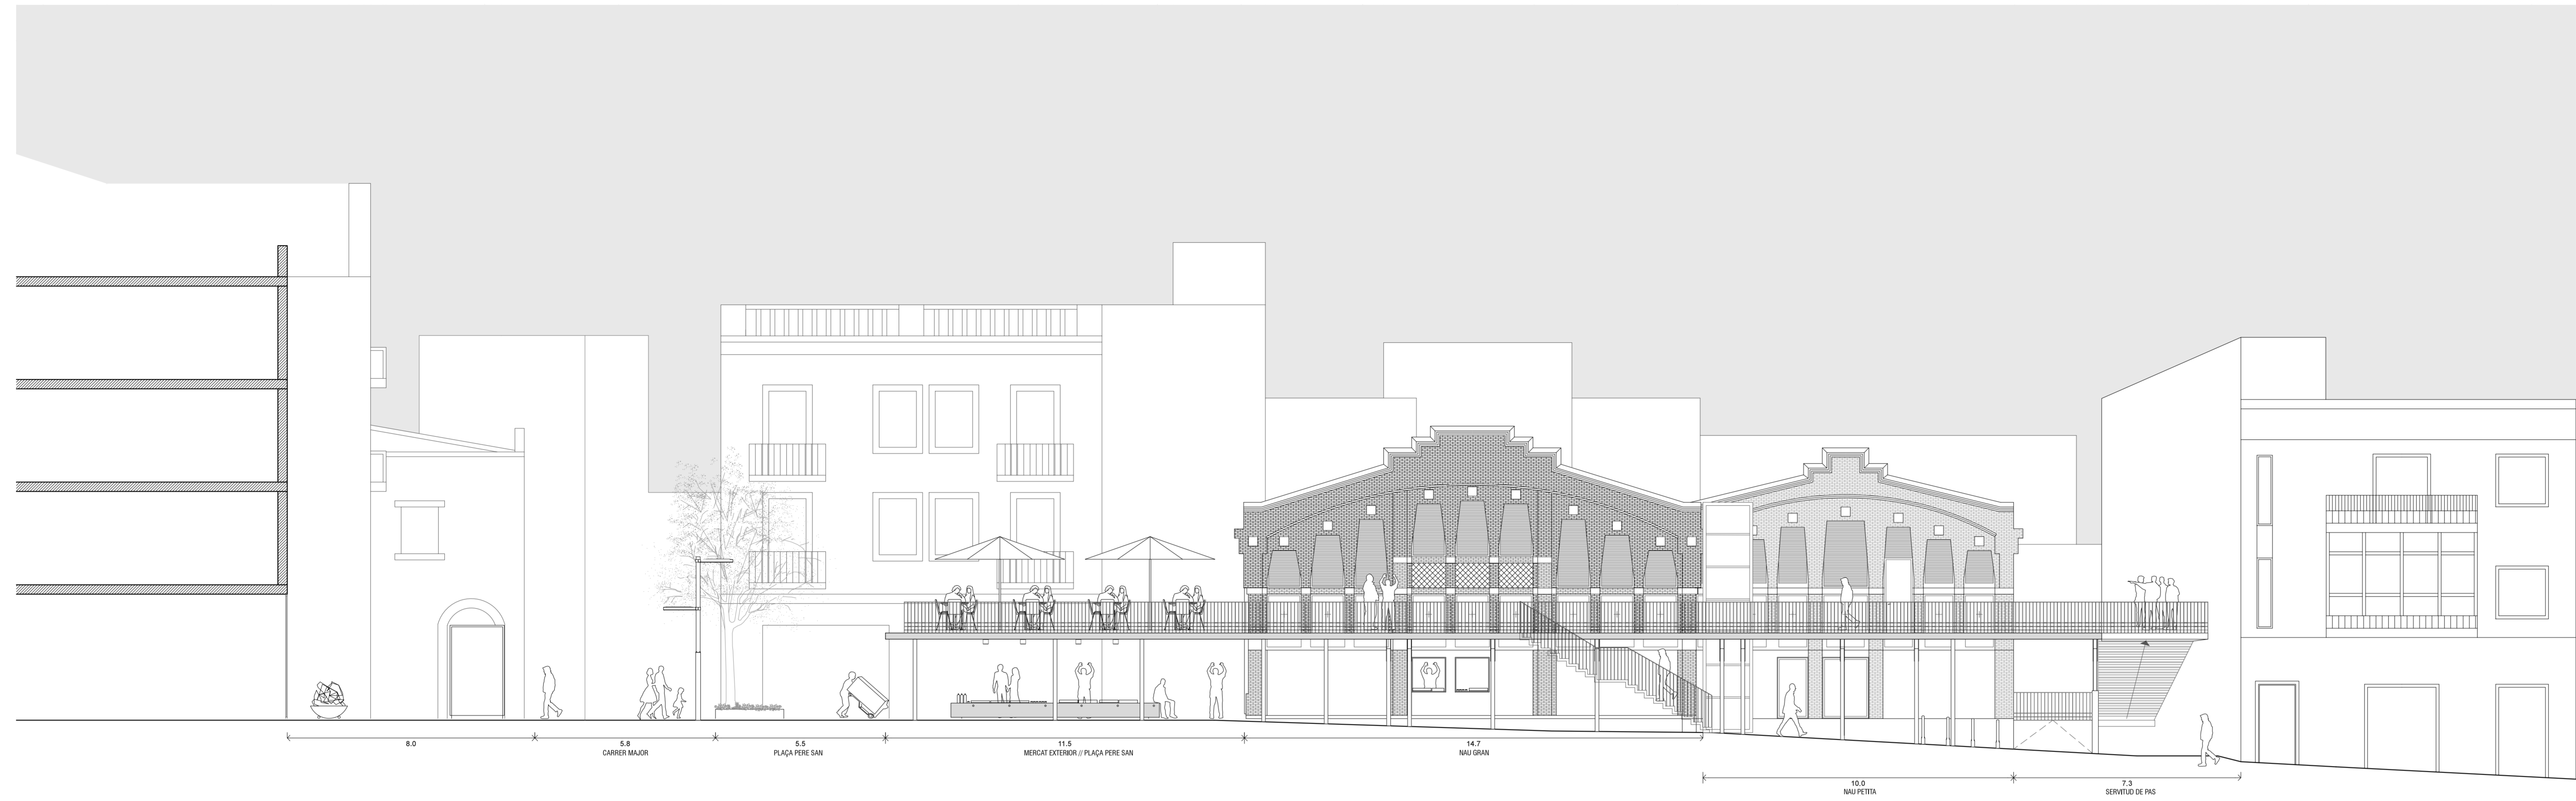 8.0
5.8
CARRER MAJOR
5.5
PLAÇA PERE SAN
11.5
MERCAT EXTERIOR // PLAÇA PERE SAN
14.7
NAU GRAN
10.0
NAU PETITA
7.3
SERVITUD DE PAS